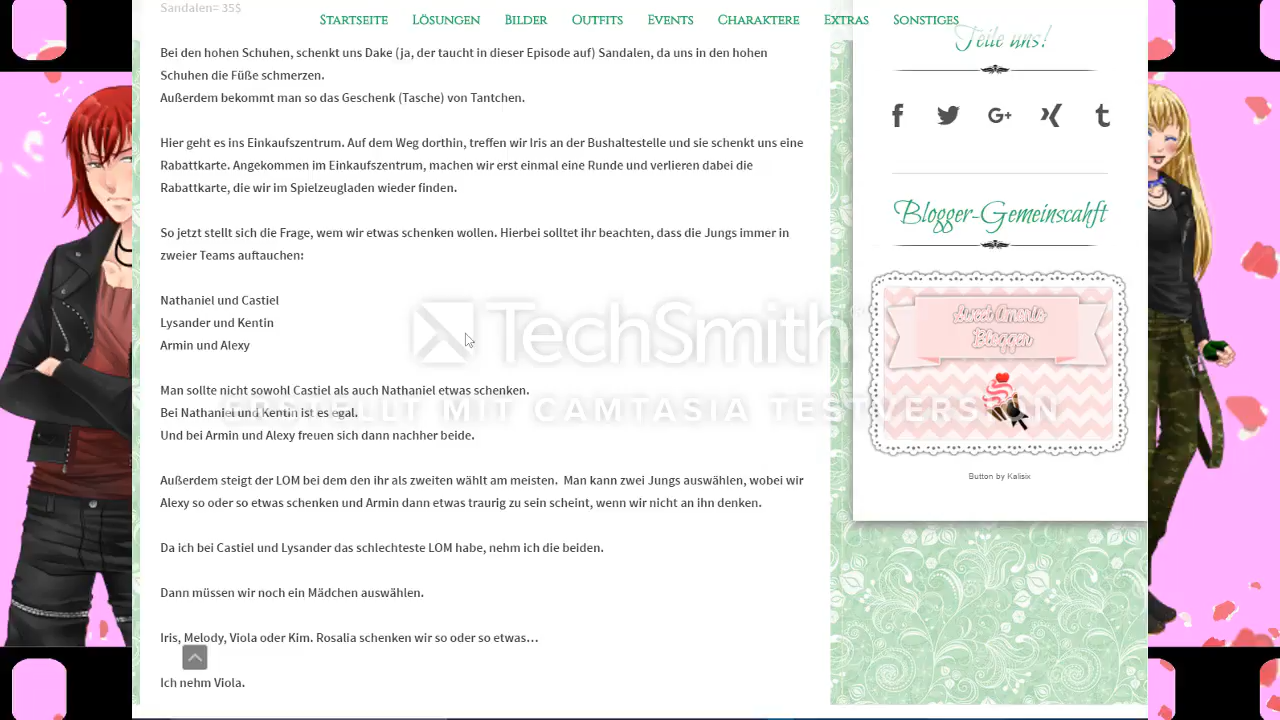 Sandalen= 35$
Startseite Lösungen Bilder Outfits Events Charaktere Extras Sonstiges
Bei den hohen Schuhen, schenkt uns Dake (ja, der taucht in dieser Episode auf) Sandalen, da uns in den hohen
Schuhen die Füße schmerzen.
Außerdem bekommt man so das Geschenk (Tasche) von Tantchen.
Hier geht es ins Einkaufszentrum. Auf dem Weg dorthin, treffen wir Iris an der Bushaltestelle und sie schenkt uns eine
Rabattkarte. Angekommen im Einkaufszentrum, machen wir erst einmal eine Runde und verlieren dabei die
Rabattkarte, die wir im Spielzeugladen wieder finden.
So jetzt stellt sich die Frage, wem wir etwas schenken wollen. Hierbei solltet ihr beachten, dass die Jungs immer in
zweier Teams auftauchen:
Nathaniel und Castiel
Lysander und Kentin
Armin und Alexy
Man sollte nicht sowohl Castiel als auch Nathaniel etwas schenken.
Bei Nathaniel und Kentin ist es egal.
Und bei Armin und Alexy freuen sich dann nachher beide.
Außerdem steigt der LOM bei dem den ihr als zweiten wählt am meisten.  Man kann zwei Jungs auswählen, wobei wir
Alexy so oder so etwas schenken und Armin dann etwas traurig zu sein scheint, wenn wir nicht an ihn denken.
Da ich bei Castiel und Lysander das schlechteste LOM habe, nehm ich die beiden.
Dann müssen wir noch ein Mädchen auswählen.
Iris, Melody, Viola oder Kim. Rosalia schenken wir so oder so etwas...
Ich nehm Viola.
Teile uns!
Blogger-Gemeinscahft
Sweet Amoris
Blogger
Button by Kalisix
TechSmith
ERSTELLT MIT CAMTASIA TESTVERSION